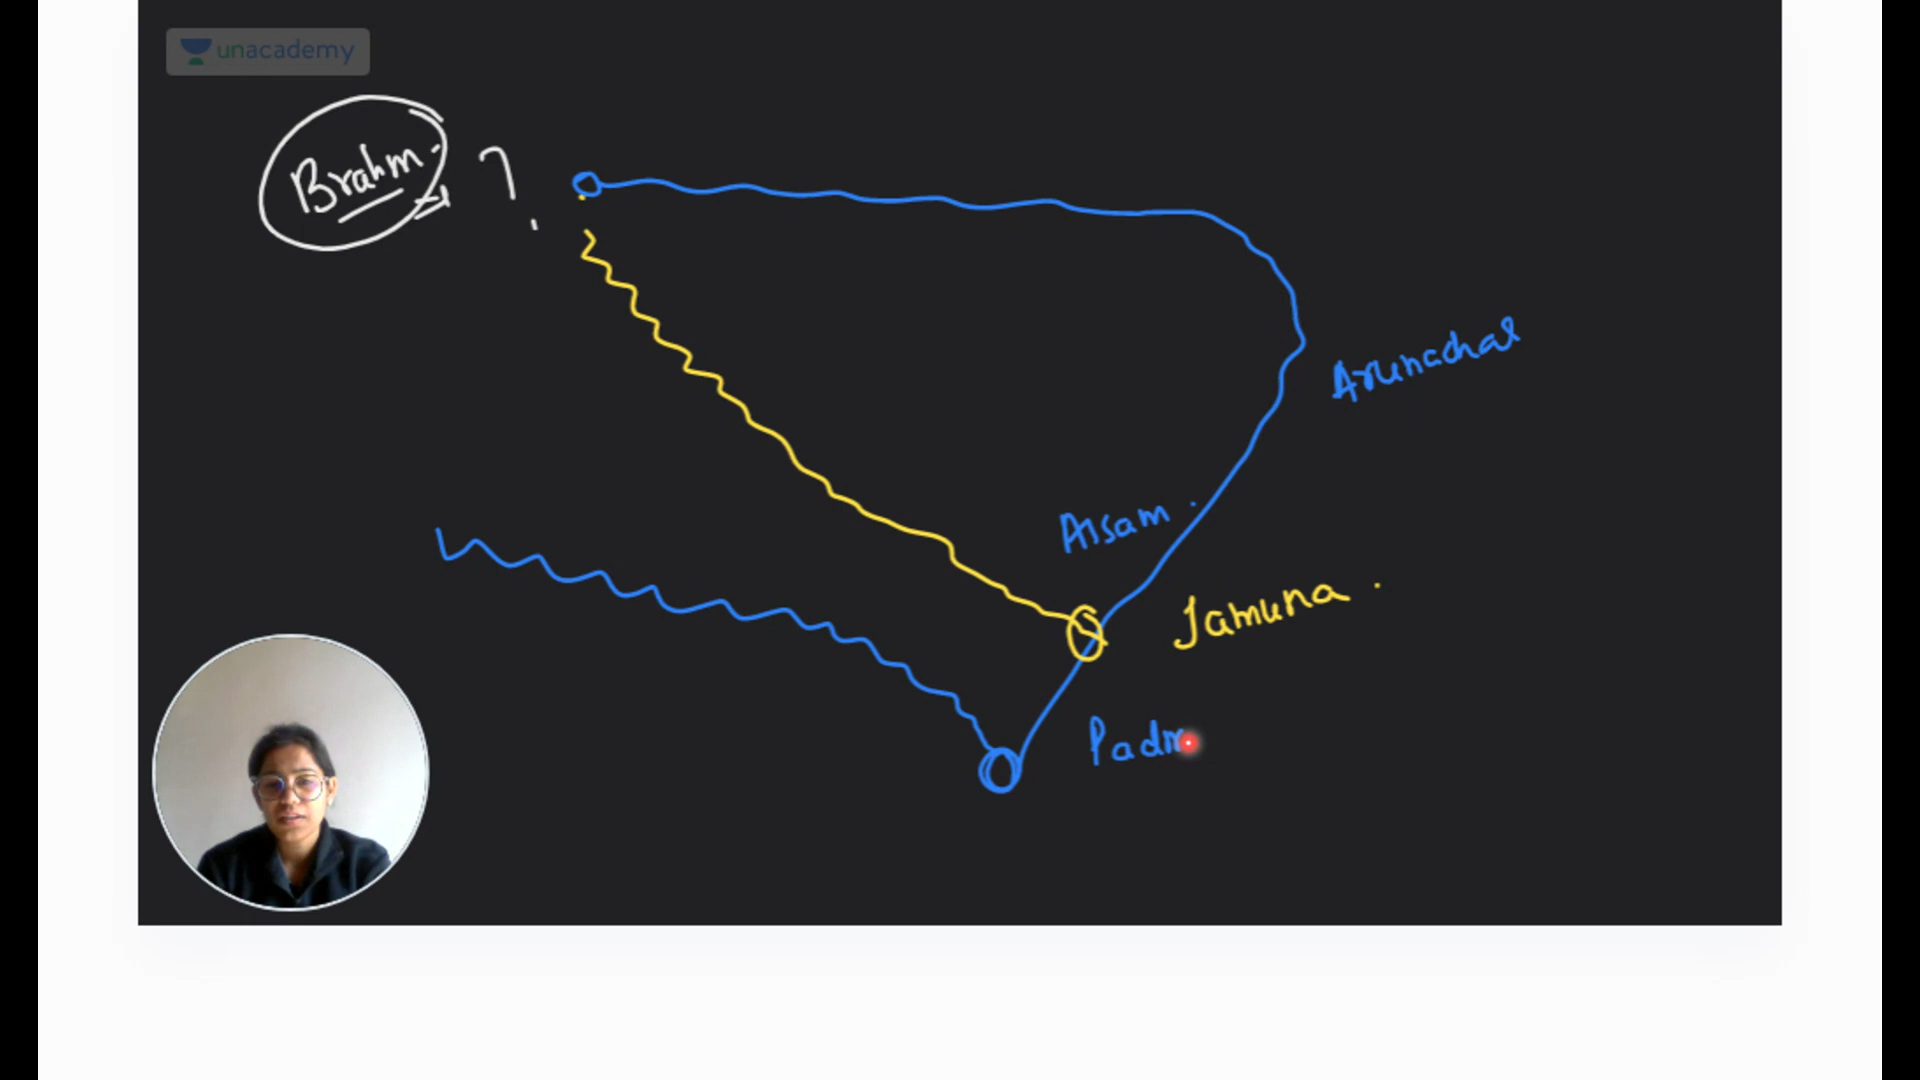 unacademy
Brahm. ?
Arunachal
Assam.
Jamuna.
Padm